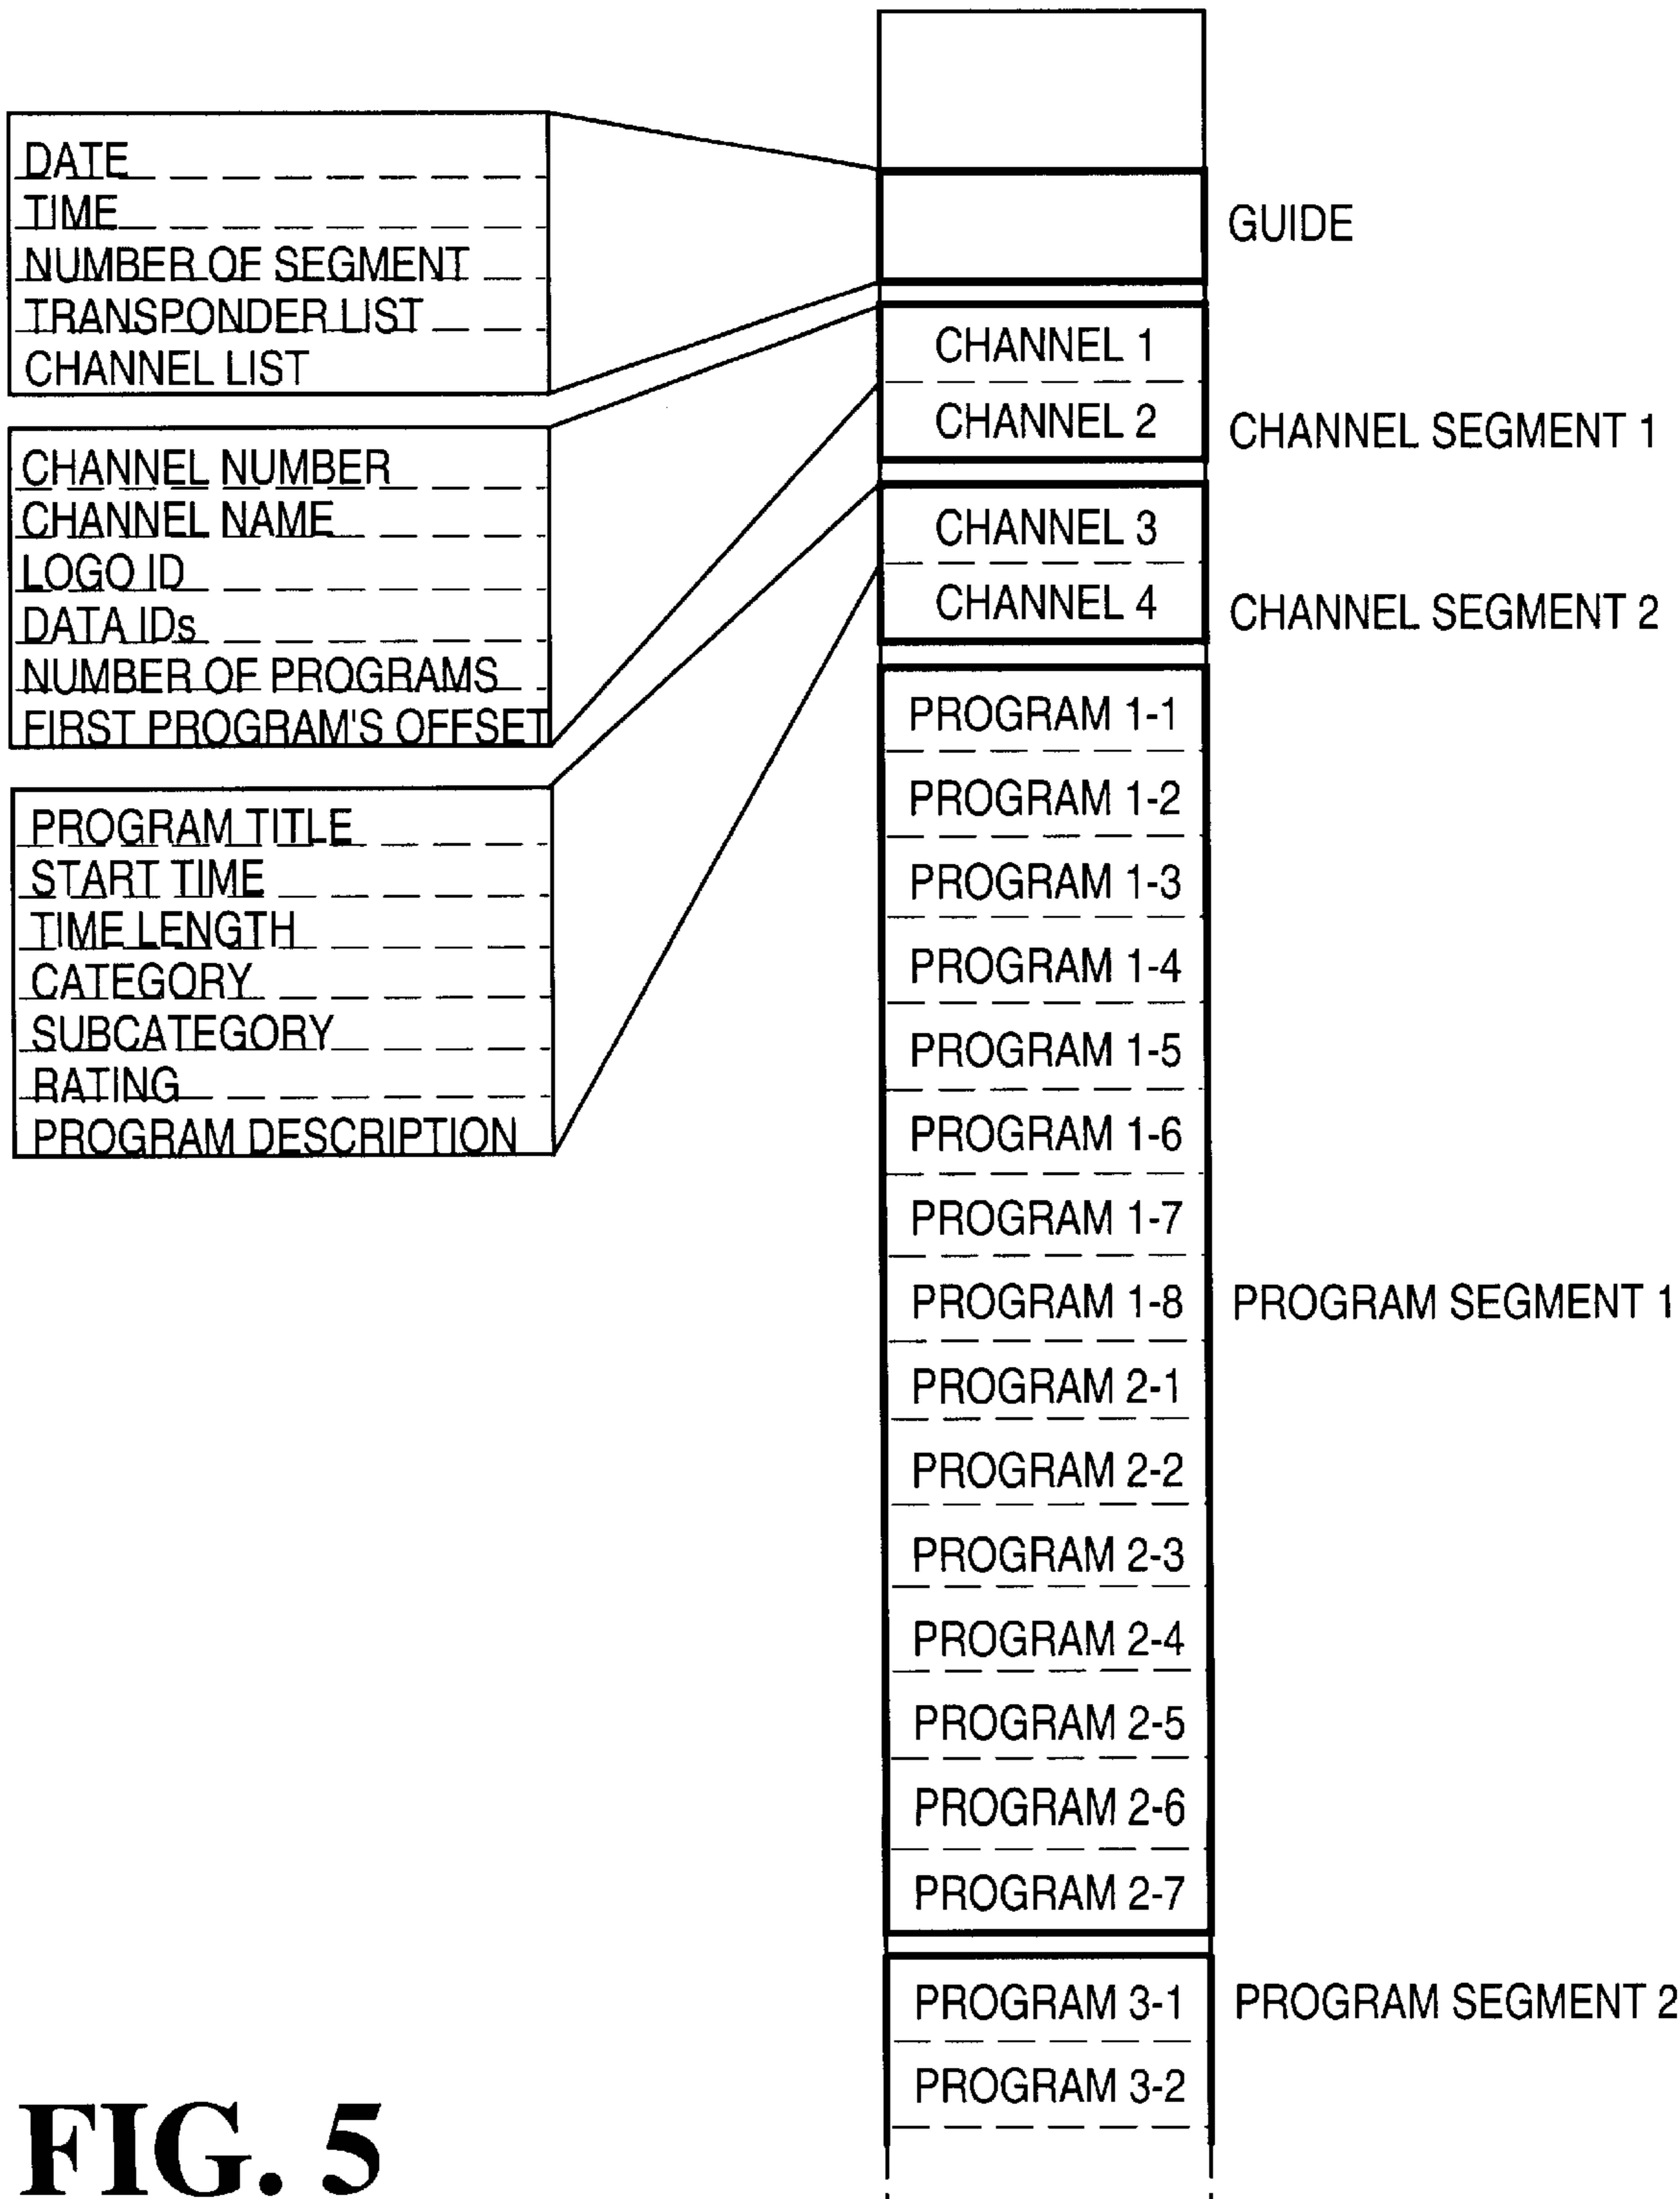 DATE
TIME
NUMBER OF SEGMENT
TRANSPONDER LIST
CHANNEL LIST
CHANNEL NUMBER
CHANNEL NAME
LOGO ID
DATA IDs
NUMBER OF PROGRAMS
FIRST PROGRAM'S OFFSET
PROGRAM TITLE
START TIME
TIME LENGTH
CATEGORY
SUBCATEGORY
RATING
PROGRAM DESCRIPTION
GUIDE
CHANNEL 1
CHANNEL 2
CHANNEL SEGMENT 1
CHANNEL 3
CHANNEL 4
CHANNEL SEGMENT 2
PROGRAM 1-1
PROGRAM 1-2
PROGRAM 1-3
PROGRAM 1-4
PROGRAM 1-5
PROGRAM 1-6
PROGRAM 1-7
PROGRAM 1-8
PROGRAM SEGMENT 1
PROGRAM 2-1
PROGRAM 2-2
PROGRAM 2-3
PROGRAM 2-4
PROGRAM 2-5
PROGRAM 2-6
PROGRAM 2-7
PROGRAM 3-1
PROGRAM SEGMENT 2
PROGRAM 3-2
FIG. 5